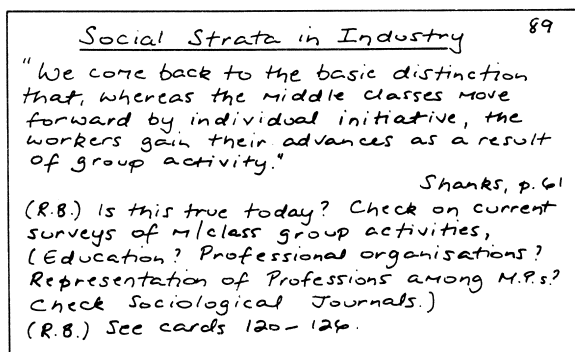 89
Social Strata in Industry
"We come back to the basic distinction
that, whereas the middle classes move
forward by individual initiative, the
workers gain their advances as a result
of group activity."
Shanks, p.61
(R.B.) Is this true today? Check on current
surveys of m/class group activities,
(Education? Professional organisations?
Representation of Professions among M.P.s?
Check Sociological Journals.)
(R.B.) See cards 120-126.